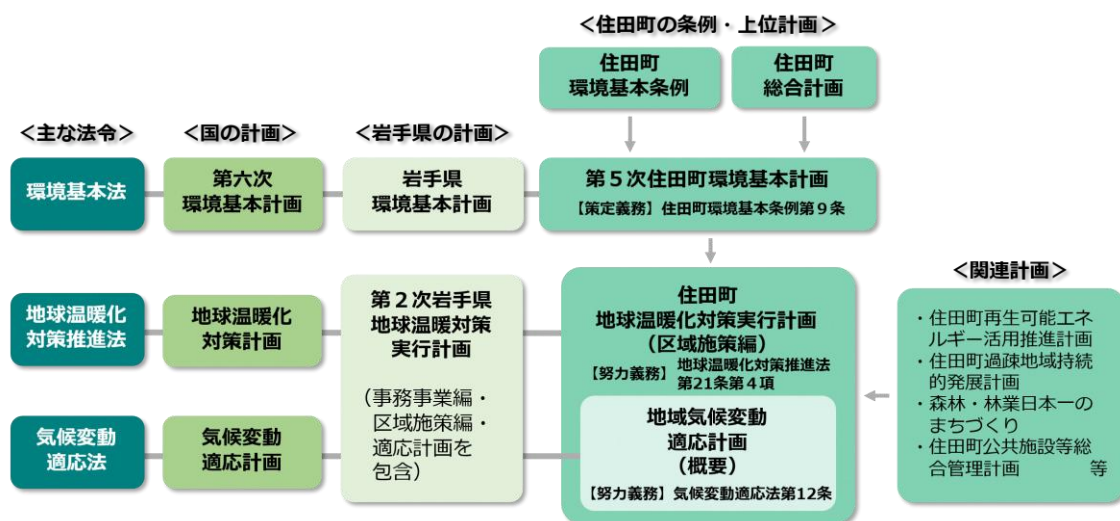 ＜住田町の条例・上位計画＞
住田町
環境基本条例
住田町
総合計画
＜主な法令＞
＜国の計画＞
＜岩手県の計画＞
環境基本法
第六次
環境基本計画
岩手県
環境基本計画
第５次住田町環境基本計画
【策定義務】住田町環境基本条例第９条
地球温暖化
対策推進法
地球温暖化
対策計画
第２次岩手県
地球温暖対策
実行計画
（事務事業編・
区域施策編・
適応計画を
包含）
気候変動
適応法
気候変動
適応計画
住田町
地球温暖化対策実行計画
（区域施策編）
【努力義務】地球温暖化対策推進法
第21条第４項
地域気候変動
適応計画
（概要）
【努力義務】気候変動適応法第12条
＜関連計画＞
・住田町再生可能エネ
ルギー活用推進計画
・住田町過疎地域持続
的発展計画
・森林・林業日本一の
まちづくり
・住田町公共施設等総
合管理計画　等